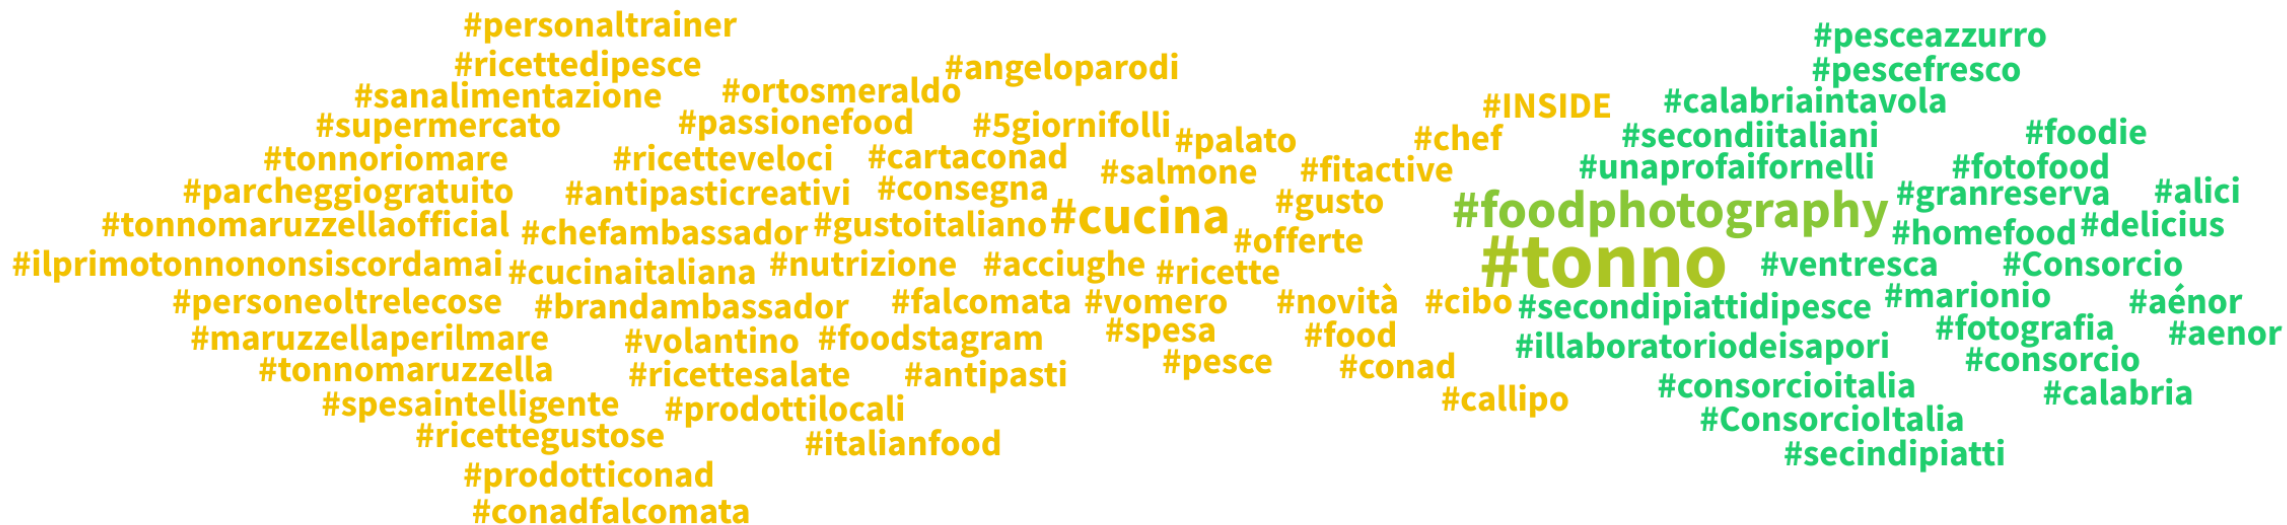 #personaltrainer
#ricettedipesce
#angeloparodi
#sanalimentazione
#ortosmeraldo
#supermercato
#passionefood
#5giornifolli
#palato
#tonnoriomare
#ricetteveloci
#cartaconad
#salmone
#parcheggiogratuito
#antipasticreativi
#consegna
#tonnomaruzzellaofficial
#chefambassador
#gustoitaliano
#cucina
#ilprimotonnononsiscordamai
#cucinaitaliana
#nutrizione
#acciughe
#ricette
#personeoltrelecose
#brandambassador
#falcomata
#vomero
#maruzzellaperilmare
#volantino
#foodstagram
#spesa
#tonnomaruzzella
#ricettesalate
#antipasti
#pesce
#spesaintelligente
#prodottilocali
#ricettegustose
#italianfood
#prodotticonad
#conadfalcomata
#INSIDE
#chef
#fitactive
#gusto
#offerte
#novità
#cibo
#food
#conad
#callipo
#foodphotography
#tonno
#pesceazzurro
#pescefresco
#calabriaintavola
#secondiitaliani
#foodie
#unaprofaifornelli
#fotofood
#granreserva
#alici
#homefood
#delicius
#ventresca
#Consorcio
#secondipiattidipesce
#marionio
#aénor
#illaboratoriodeisapori
#fotografia
#aenor
#consorcio
#consorcioitalia
#calabria
#ConsorcioItalia
#secindipiatti